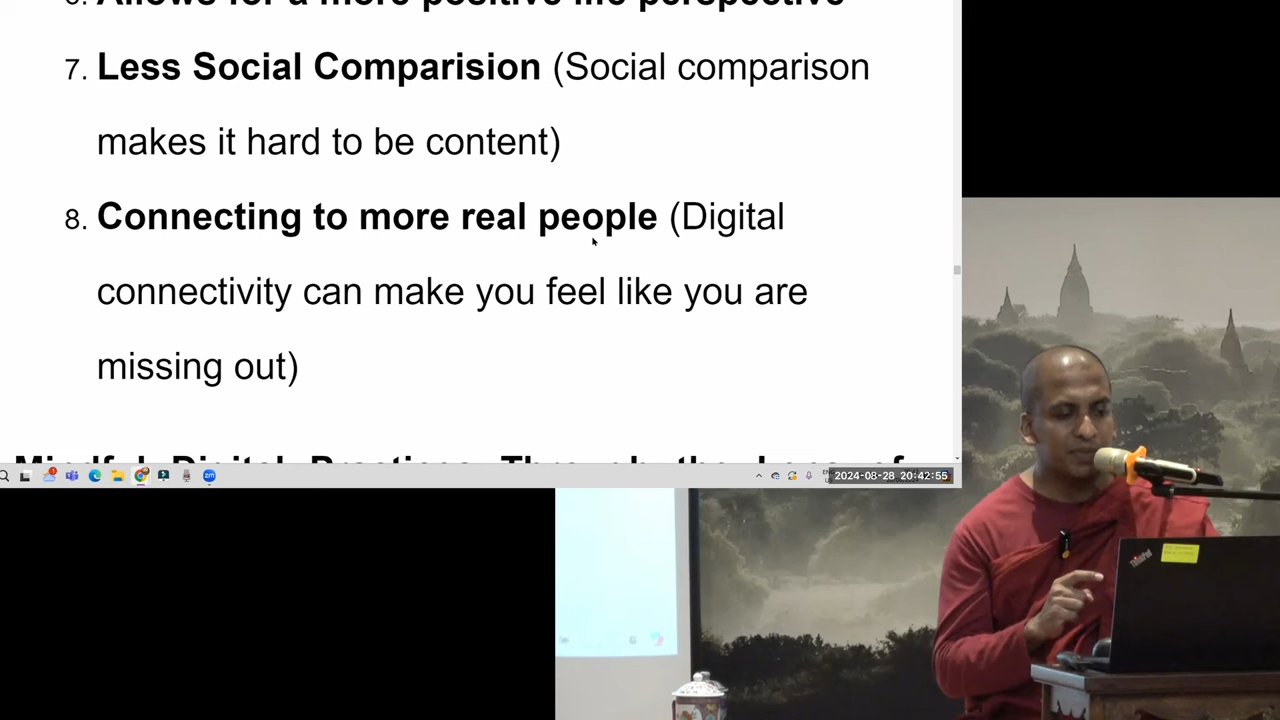 6. Allows for a more positive life perspective
7. Less Social Comparision (Social comparison
makes it hard to be content)
8. Connecting to more real people (Digital
connectivity can make you feel like you are
missing out)
Mindful Digital Practices Through the Lens of
2024-08-28 20:42:55
ThinkPad